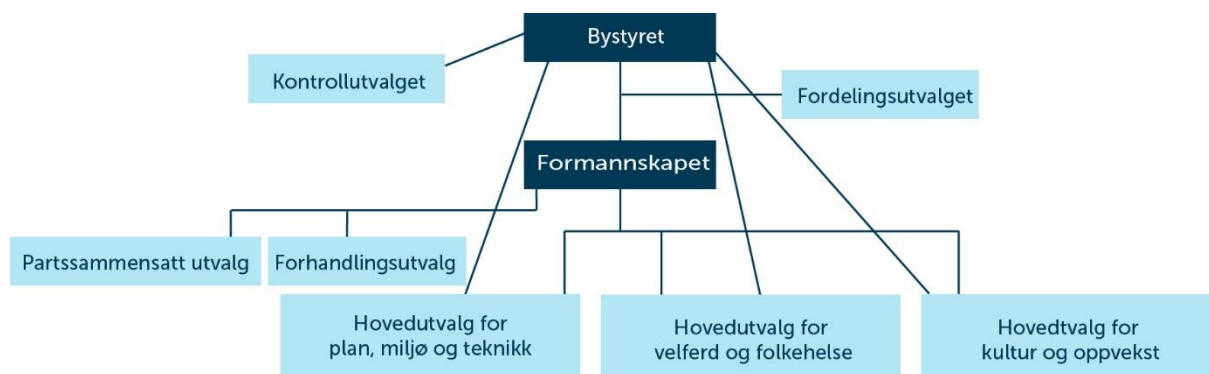 Bystyret
Kontrollutvalget
Fordelingsutvalget
Formannskapet
Partssammensatt utvalg
Forhandlingsutvalg
Hovedutvalg for
plan, miljø og teknikk
Hovedutvalg for
velferd og folkehelse
Hovedtvalg for
kultur og oppvekst